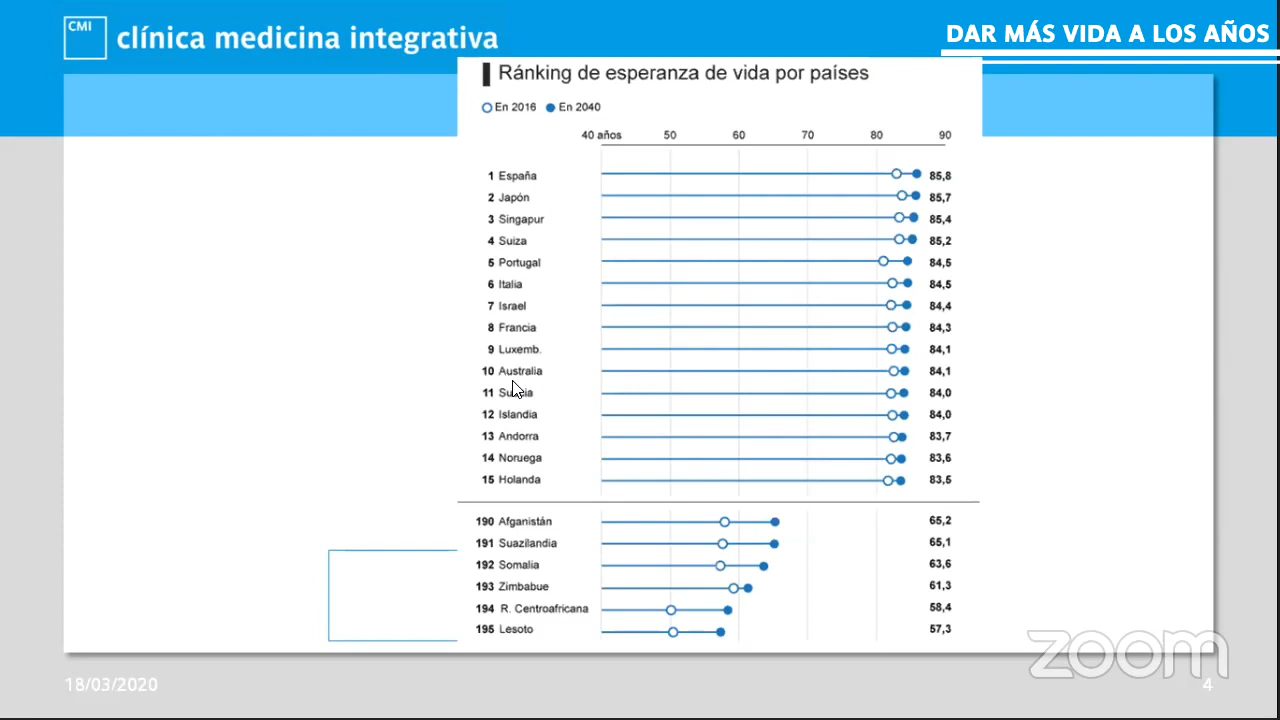 CMI
clínica medicina integrativa
DAR MÁS VIDA A LOS AÑOS
Ránking de esperanza de vida por países
En 2016 En 2040
40 años 50 60 70 80 90
1 España 85,8
2 Japón 85,7
3 Singapur 85,4
4 Suiza 85,2
5 Portugal 84,5
6 Italia 84,5
7 Israel 84,4
8 Francia 84,3
9 Luxemb. 84,1
10 Australia 84,1
11 84,0
12 Islandia 84,0
13 Andorra 83,7
14 Noruega 83,6
15 Holanda 83,5
190 Afganistán 65,2
191 Suazilandia 65,1
192 Somalia 63,6
193 Zimbabue 61,3
194 R. Centroafricana 58,4
195 Lesoto 57,3
zoom
18/03/2020
4